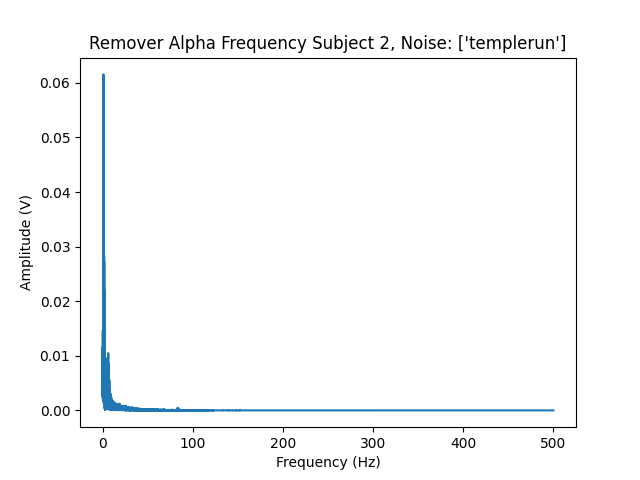 Remover Alpha Frequency Subject 2, Noise: ['templerun']
0.06
0.05
0.04
0.03
0.02
0.01
0.00
Amplitude (V)
0 100 200 300 400 500
Frequency (Hz)